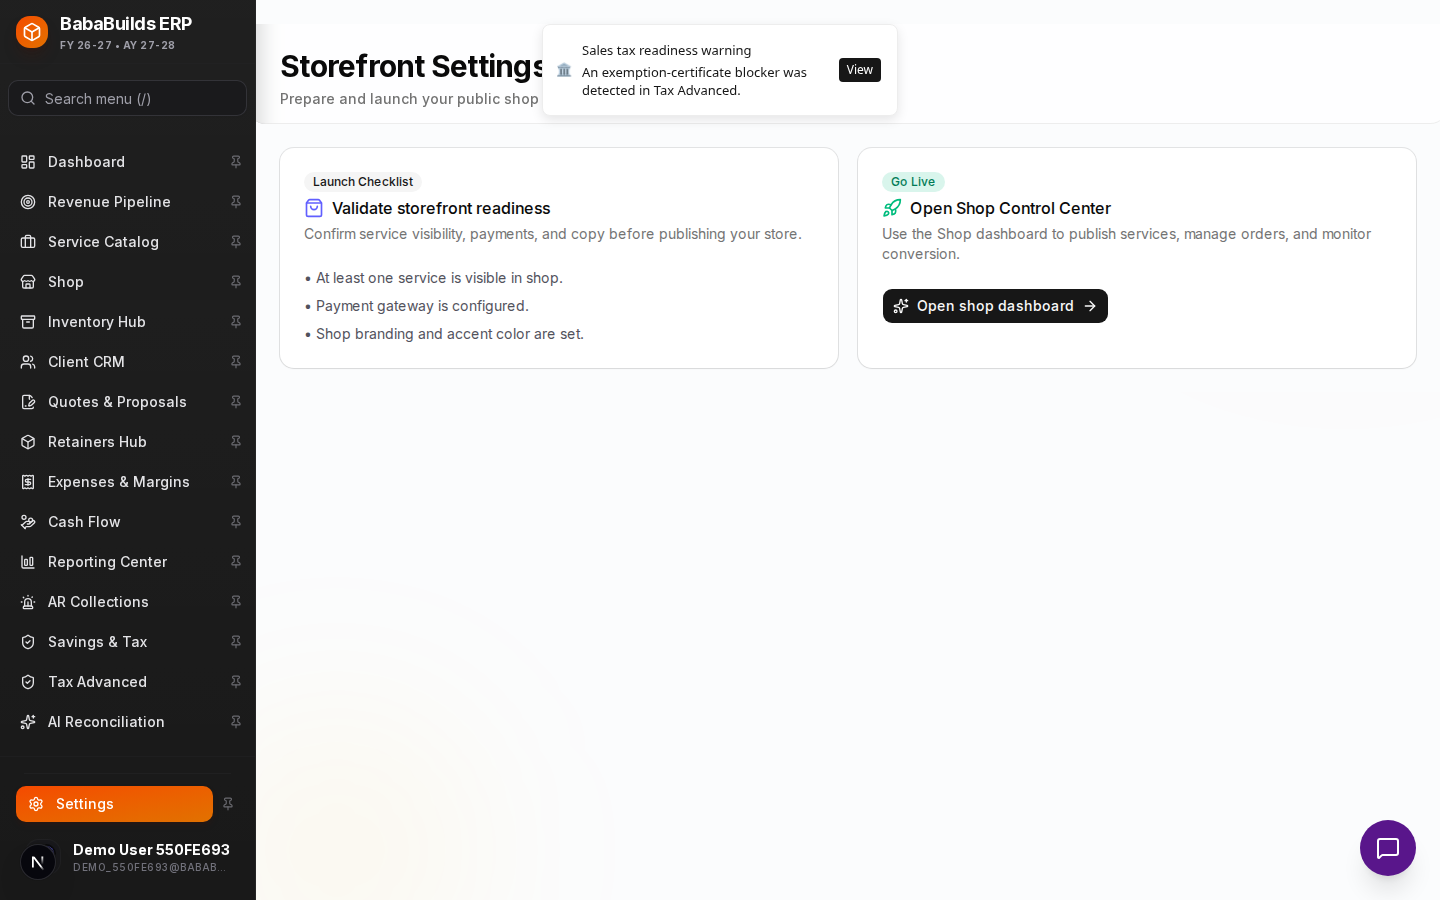 BabaBuilds ERP
FY 26-27 • AY 27-28
Search menu (/)
Dashboard
Revenue Pipeline
Service Catalog
Shop
Inventory Hub
Client CRM
Quotes & Proposals
Retainers Hub
Expenses & Margins
Cash Flow
Reporting Center
AR Collections
Savings & Tax
Tax Advanced
AI Reconciliation
Settings
N
Demo User 550FE693
DEMO_550FE693@BABAB...
Storefront Settings
Prepare and launch your public shop
Sales tax readiness warning
An exemption-certificate blocker was
detected in Tax Advanced.
View
Launch Checklist
Validate storefront readiness
Confirm service visibility, payments, and copy before publishing your store.
• At least one service is visible in shop.
• Payment gateway is configured.
• Shop branding and accent color are set.
Go Live
Open Shop Control Center
Use the Shop dashboard to publish services, manage orders, and monitor
conversion.
Open shop dashboard